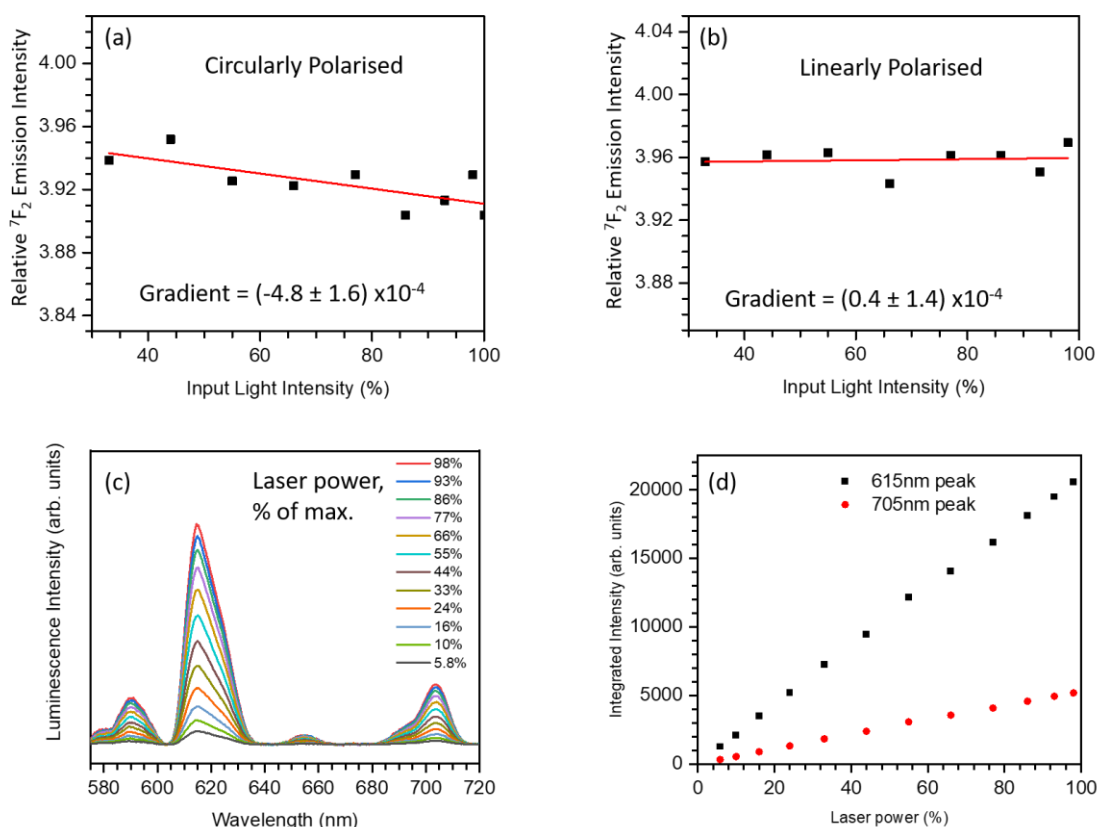 (a)
Circularly Polarised
Relative ⁷F₂ Emission Intensity
4.00
3.96
3.92
3.88
3.84
Gradient = (-4.8 ± 1.6) x10⁻⁴
40 60 80 100
Input Light Intensity (%)
(b)
Linearly Polarised
Relative ⁷F₂ Emission Intensity
4.04
4.00
3.96
3.92
3.88
Gradient = (0.4 ± 1.4) x10⁻⁴
40 60 80 100
Input Light Intensity (%)
(c)
Laser power,
% of max.
98%
93%
86%
77%
66%
55%
44%
33%
24%
16%
10%
5.8%
Luminescence Intensity (arb. units)
580 600 620 640 660 680 700 720
Wavelength (nm)
(d)
615nm peak
705nm peak
Integrated Intensity (arb. units)
20000
15000
10000
5000
0
0 20 40 60 80 100
Laser power (%)